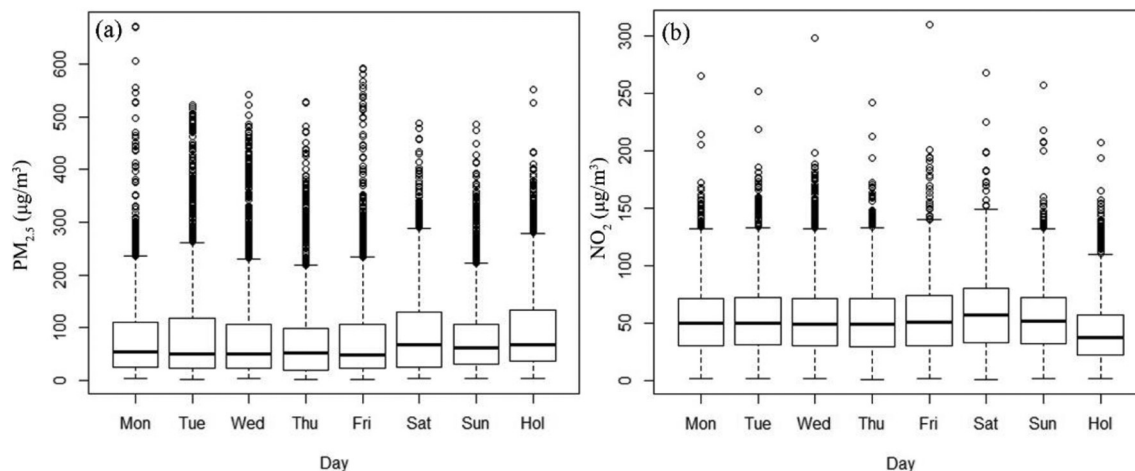 (a)
PM2.5 (μg/m³)
0 100 200 300 400 500 600
Mon Tue Wed Thu Fri Sat Sun Hol
Day
(b)
NO2 (μg/m³)
0 50 100 150 200 250 300
Mon Tue Wed Thu Fri Sat Sun Hol
Day